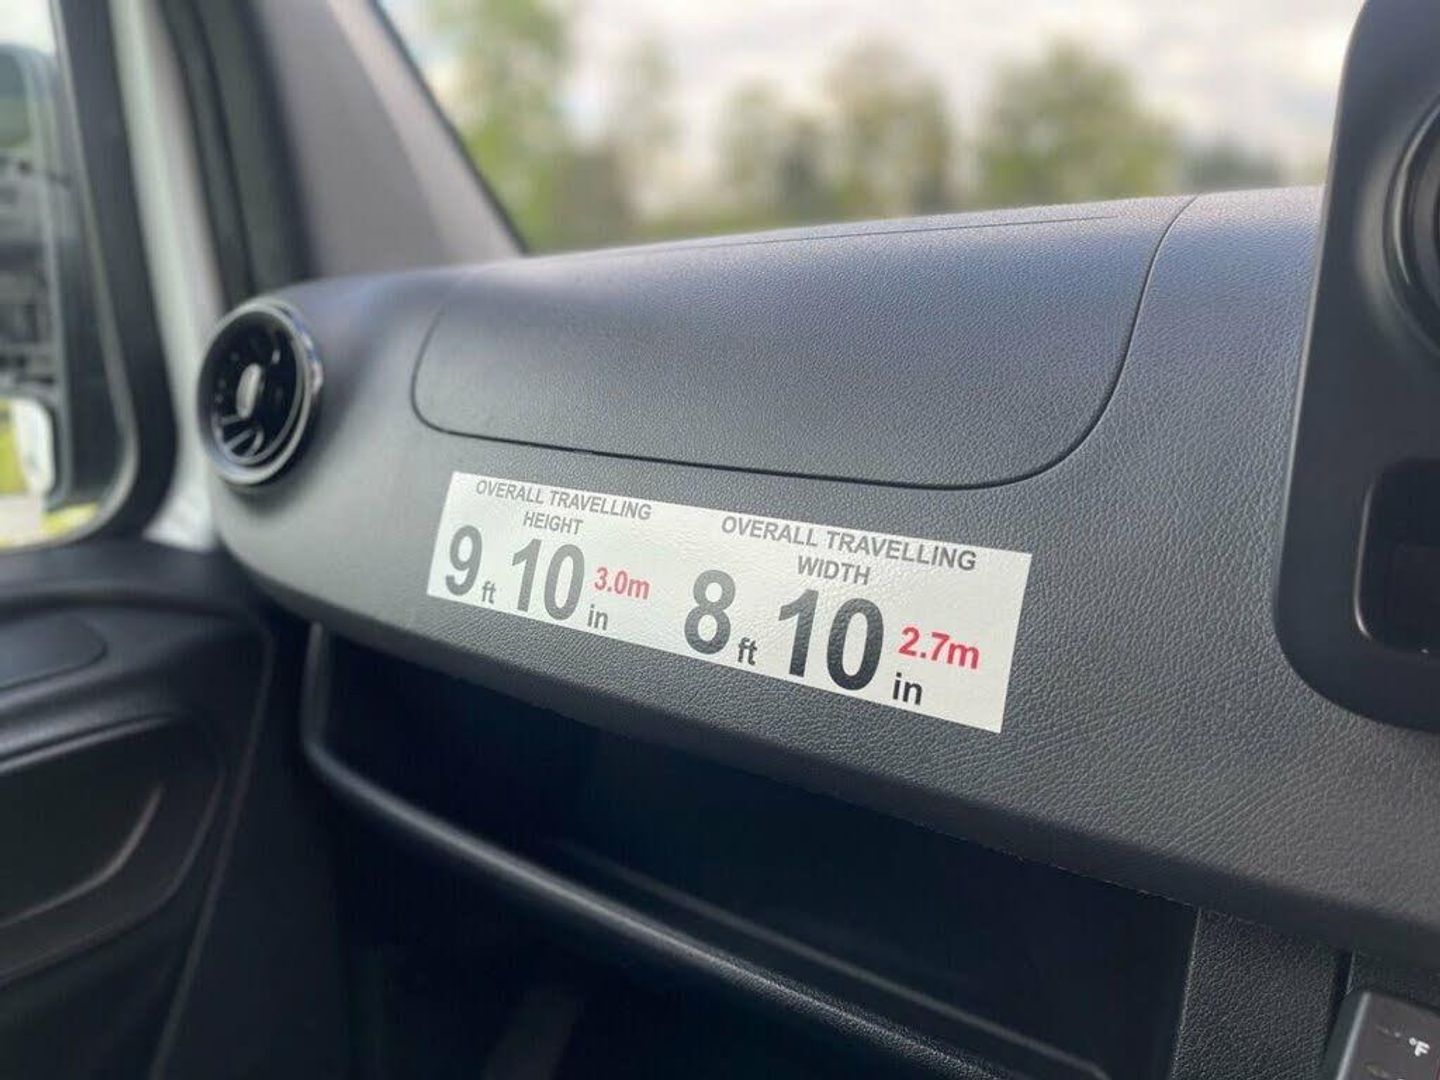 OVERALL TRAVELLING
HEIGHT
9 ft 10 in 3.0m
OVERALL TRAVELLING
WIDTH
8 ft 10 in 2.7m
°F